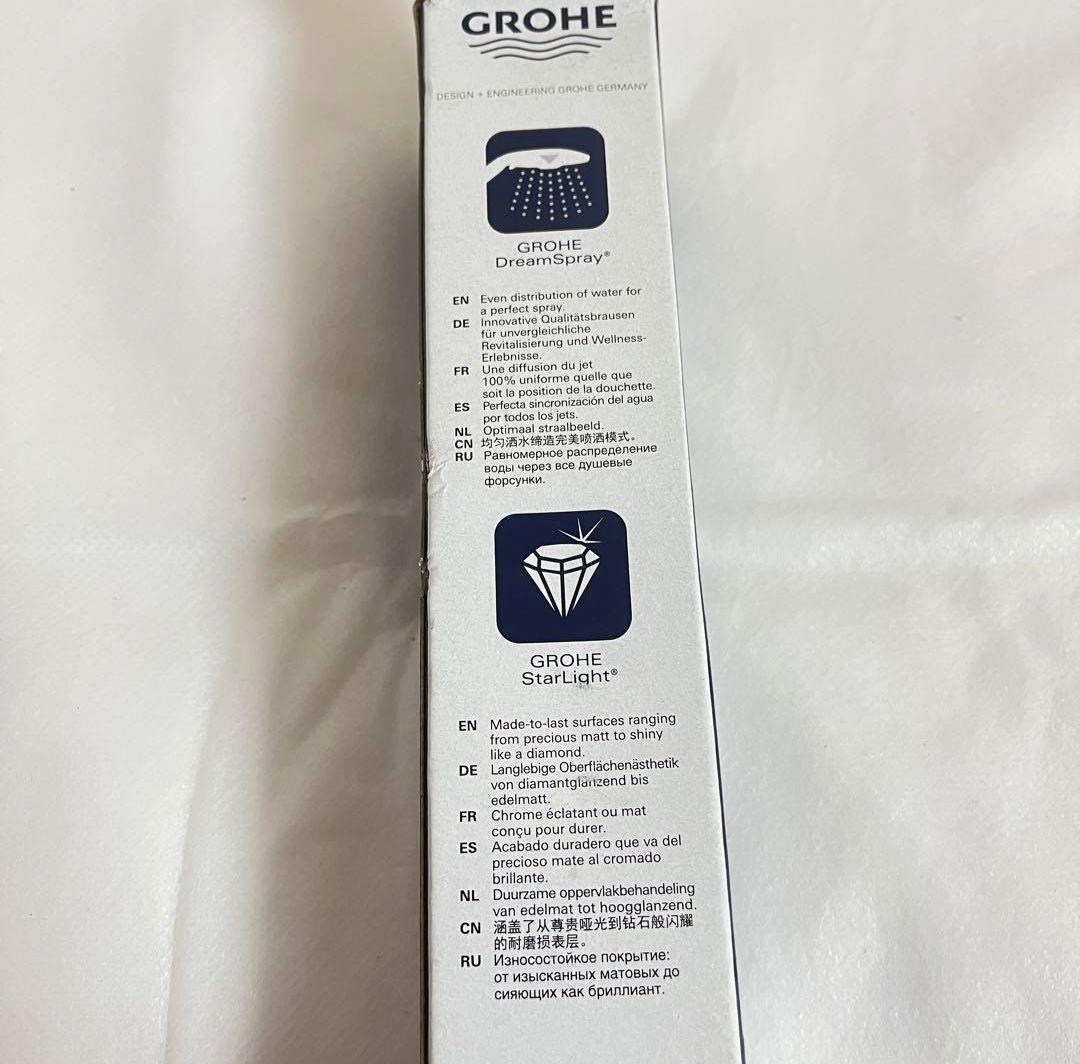 GROHE
DESIGN + ENGINEERING GROHE GERMANY
GROHE
DreamSpray®
EN Even distribution of water for
a perfect spray.
DE Innovative Qualitätsbrausen
für unvergleichliche
Revitalisierung und Wellness-
Erlebnisse.
FR Une diffusion du jet
100% uniforme quelle que
soit la position de la douchette.
ES Perfecta sincronización del agua
por todos los jets.
NL Optimaal straalbeeld.
CN 均匀洒水缔造完美喷洒模式。
RU Равномерное распределение
воды через все душевые
форсунки.
GROHE
StarLight®
EN Made-to-last surfaces ranging
from precious matt to shiny
like a diamond.
DE Langlebige Oberflächenästhetik
von diamantglänzend bis
edelmatt.
FR Chrome éclatant ou mat
conçu pour durer.
ES Acabado duradero que va del
precioso mate al cromado
brillante.
NL Duurzame oppervlakbehandeling
van edelmat tot hoogglanzend.
CN 涵盖了从尊贵哑光到钻石般闪耀
的耐磨损表层。
RU Износостойкое покрытие:
от изысканных матовых до
сияющих как бриллиант.